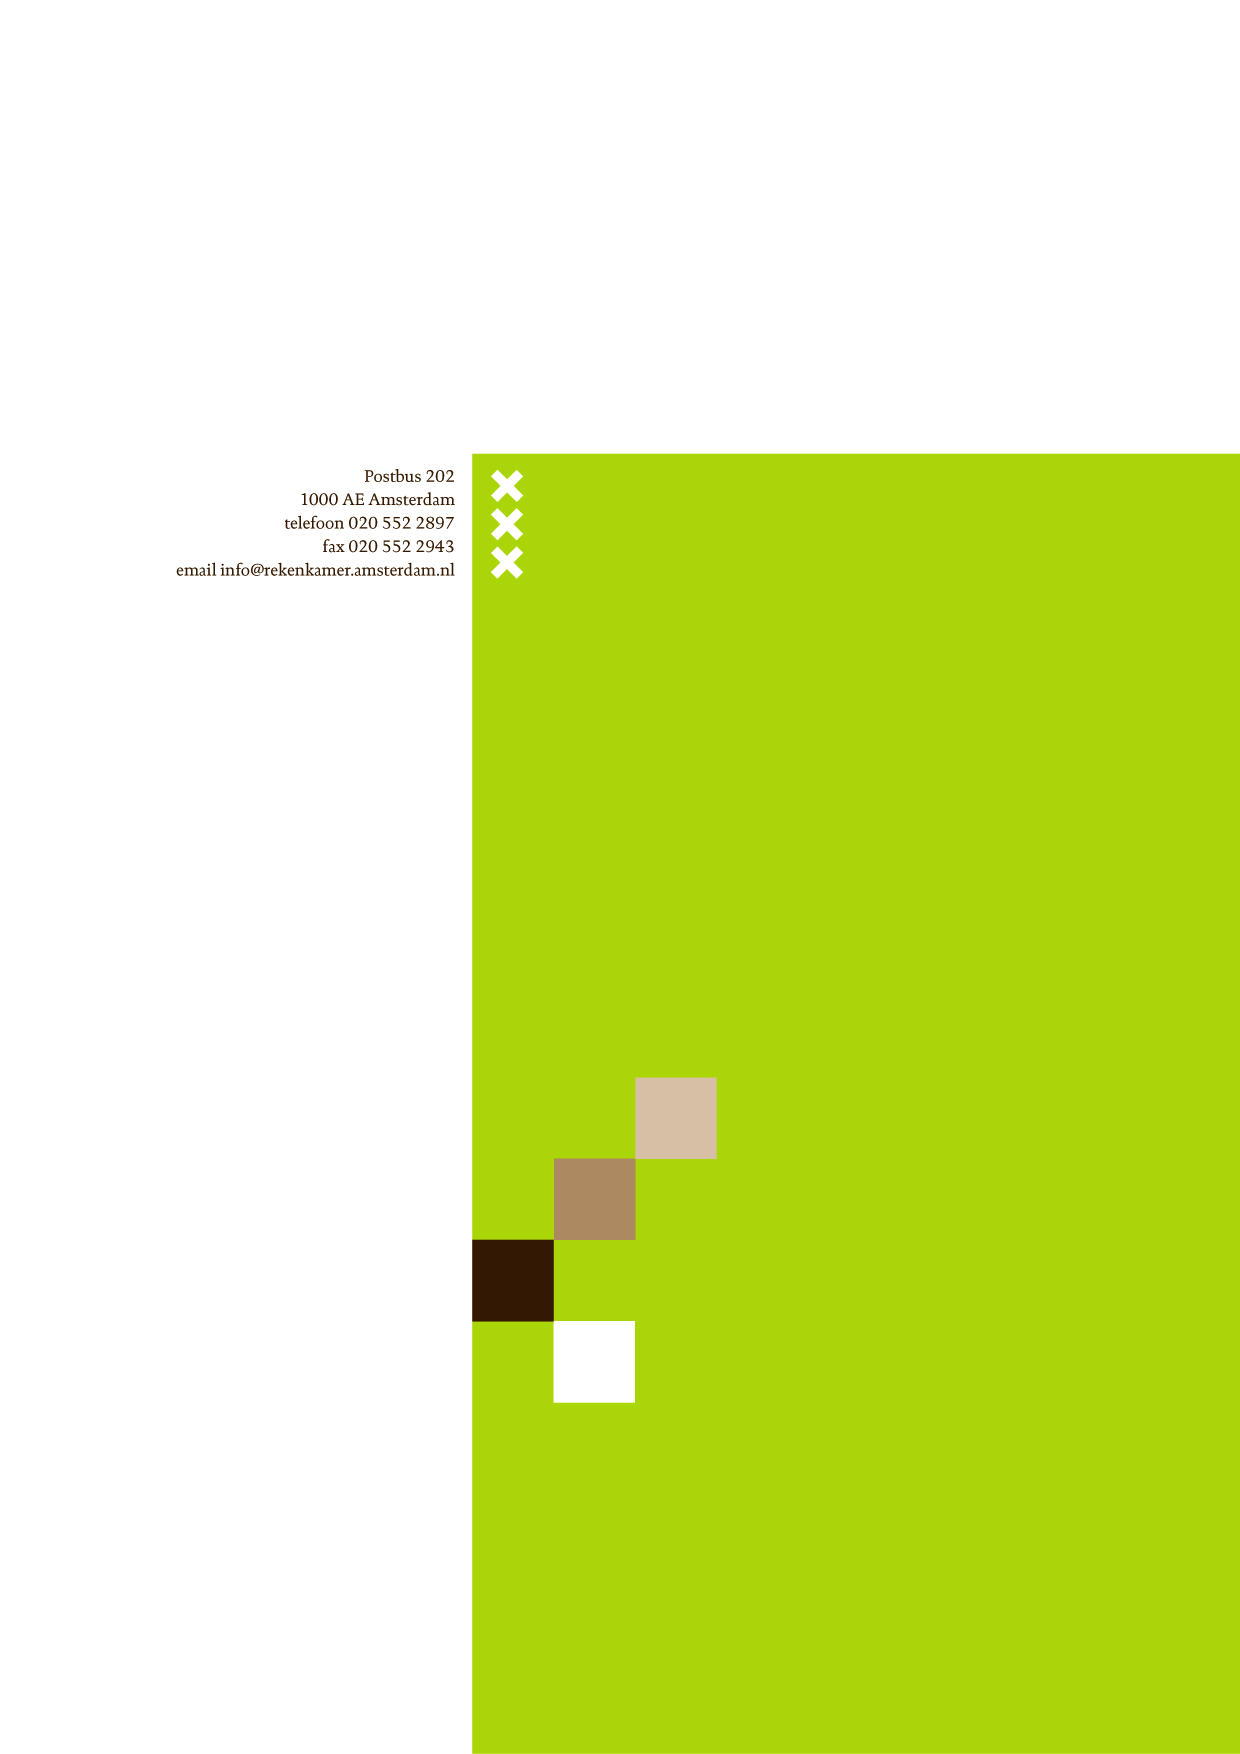 Postbus 202
1000 AE Amsterdam
telefoon 020 552 2897
fax 020 552 2943
email info@rekenkamer.amsterdam.nl